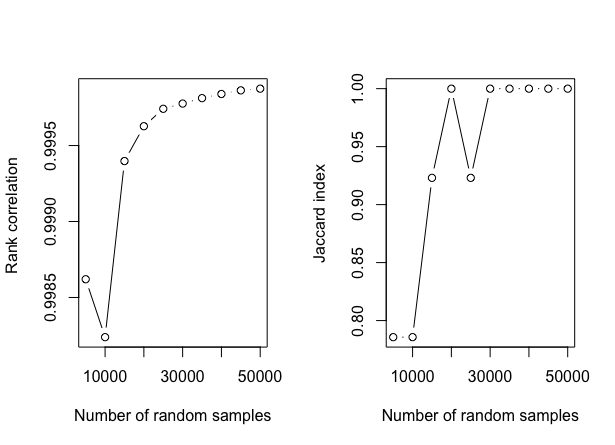 Rank correlation
0.9995
0.9990
0.9985
10000 30000 50000
Number of random samples
Jaccard index
1.00
0.95
0.90
0.85
0.80
10000 30000 50000
Number of random samples